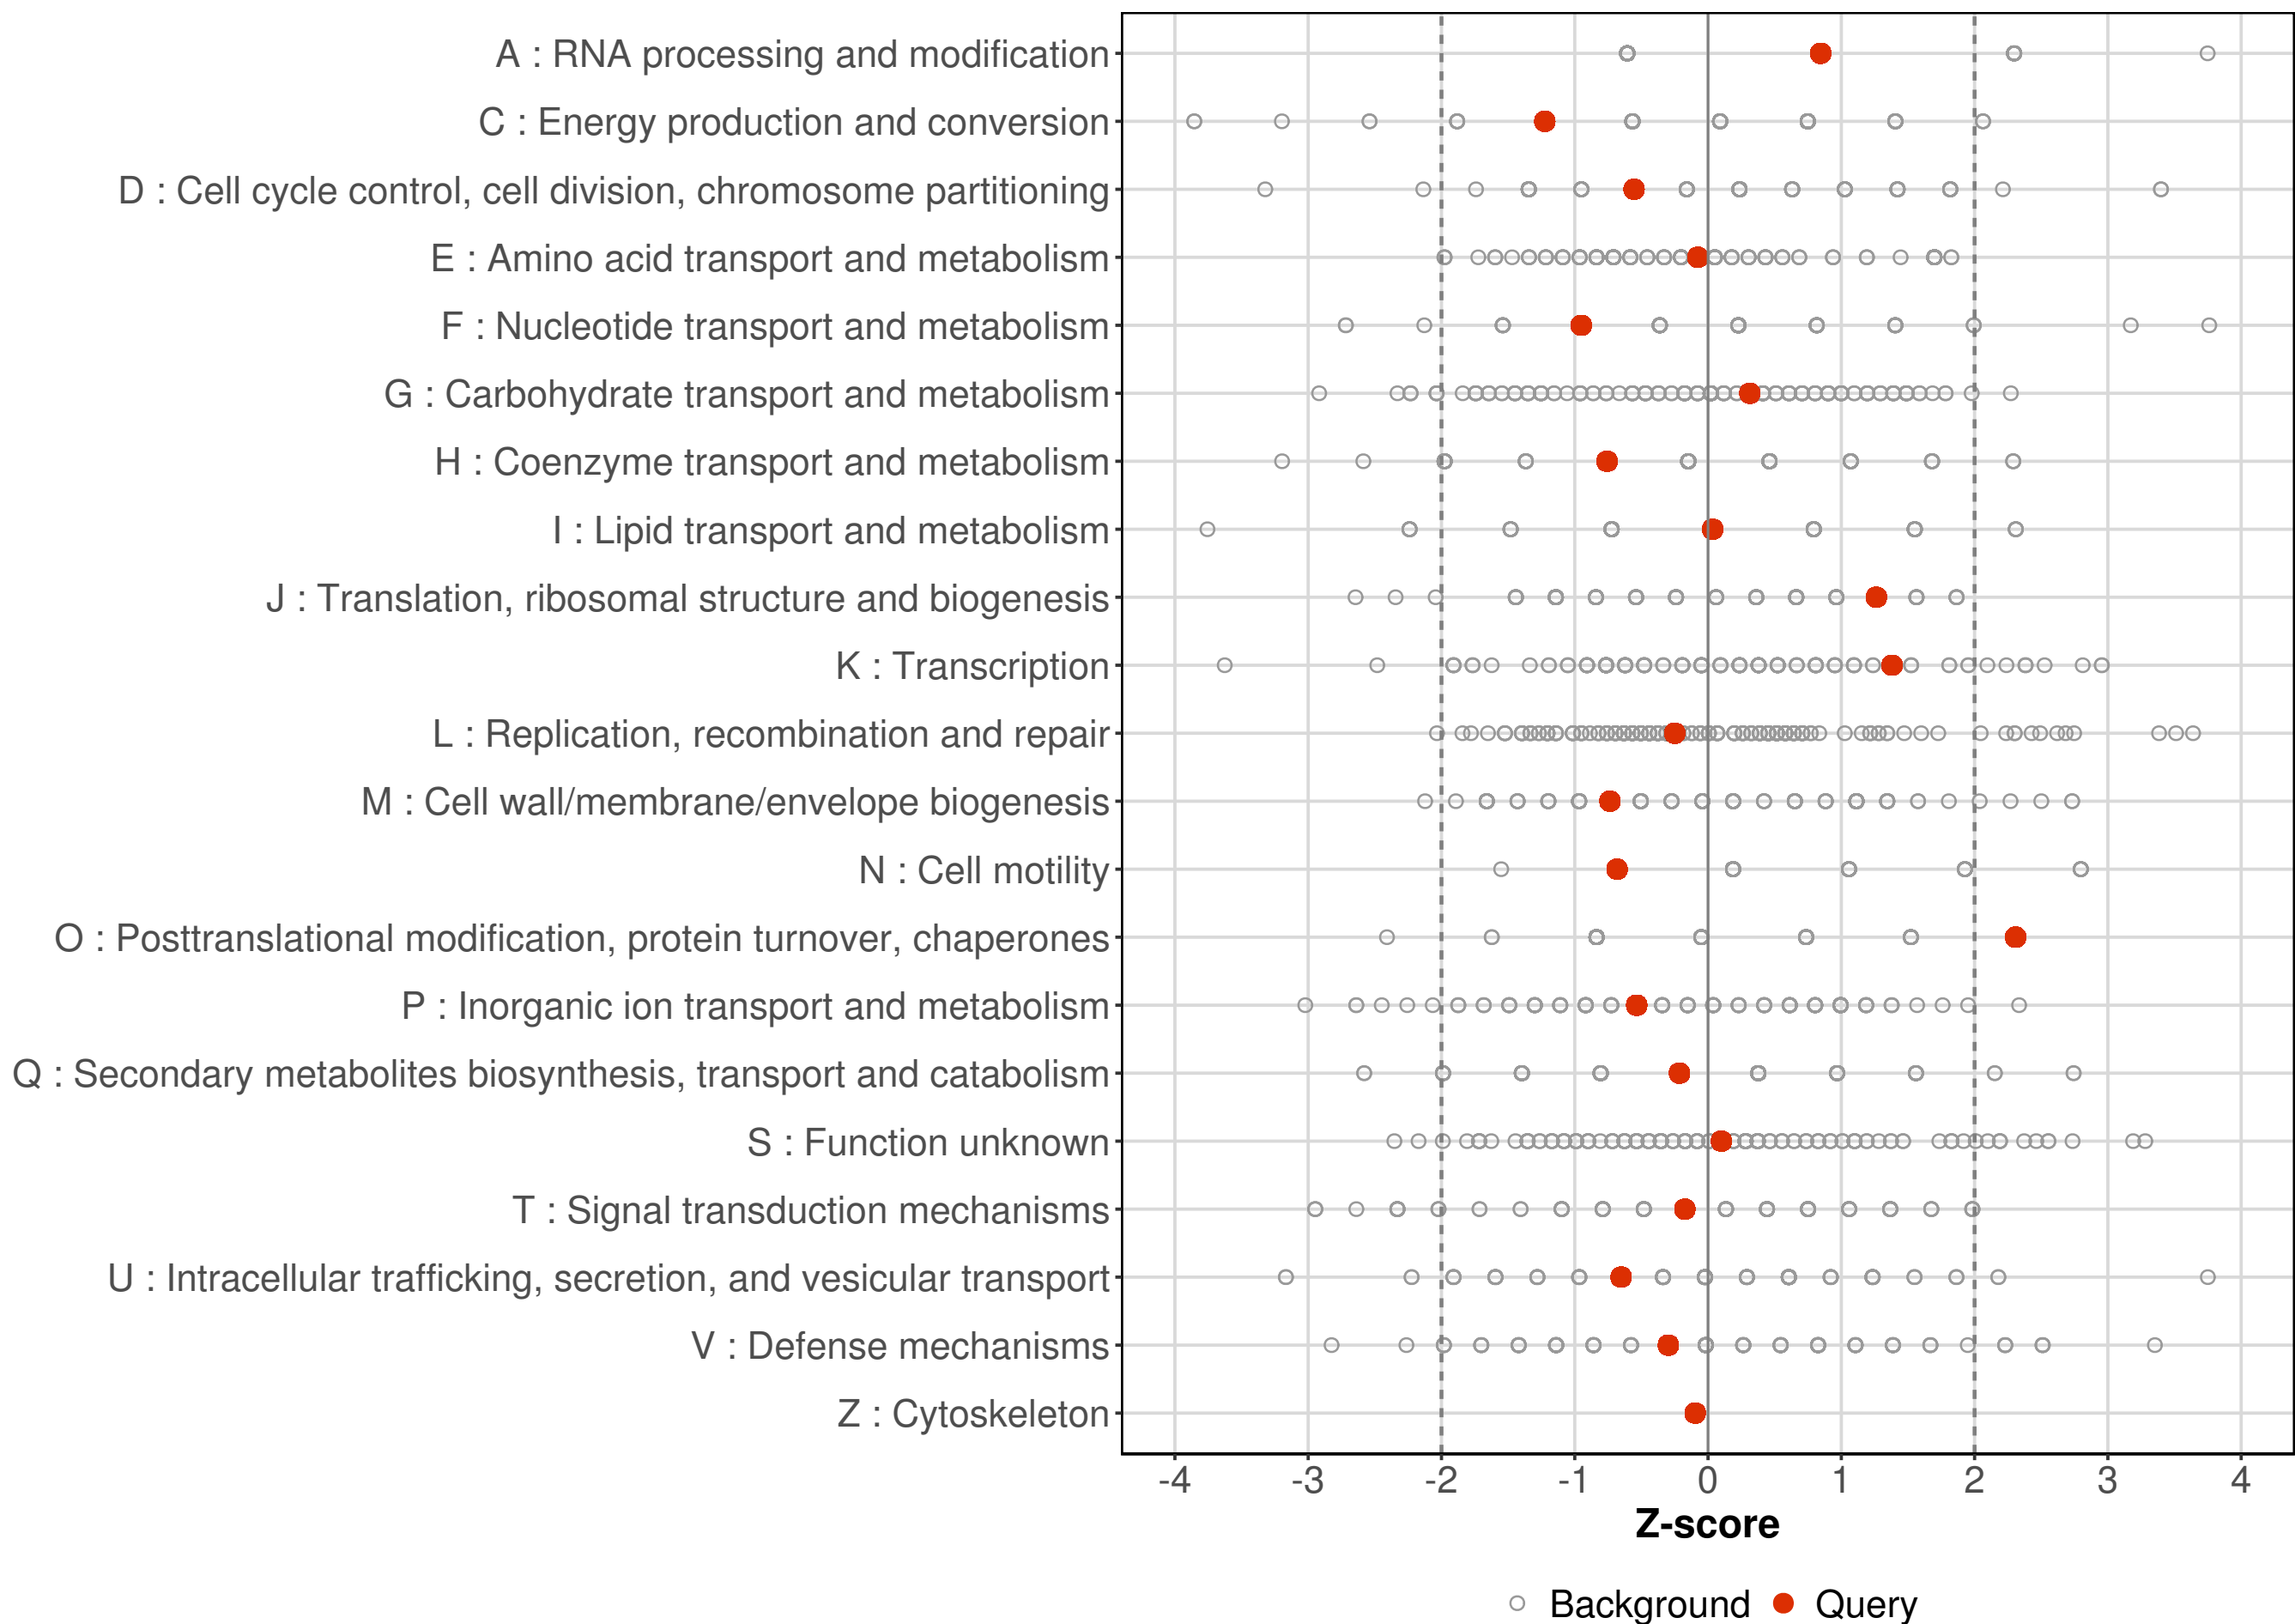 A : RNA processing and modification
C : Energy production and conversion
D : Cell cycle control, cell division, chromosome partitioning
E : Amino acid transport and metabolism
F : Nucleotide transport and metabolism
G : Carbohydrate transport and metabolism
H : Coenzyme transport and metabolism
I : Lipid transport and metabolism
J : Translation, ribosomal structure and biogenesis
K : Transcription
L : Replication, recombination and repair
M : Cell wall/membrane/envelope biogenesis
N : Cell motility
O : Posttranslational modification, protein turnover, chaperones
P : Inorganic ion transport and metabolism
Q : Secondary metabolites biosynthesis, transport and catabolism
S : Function unknown
T : Signal transduction mechanisms
U : Intracellular trafficking, secretion, and vesicular transport
V : Defense mechanisms
Z : Cytoskeleton
-4 -3 -2 -1 0 1 2 3 4
Z-score
Background Query